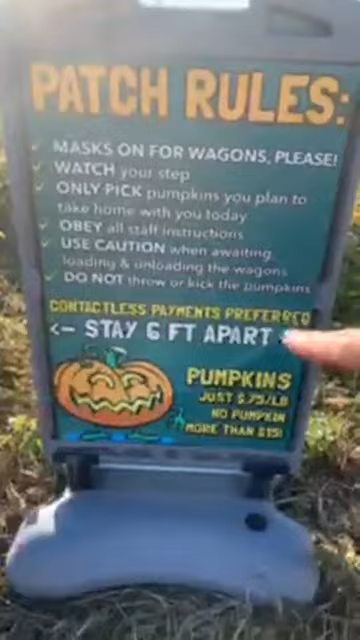 PATCH RULES:
✓ MASKS ON FOR WAGONS, PLEASE!
✓ WATCH your step
✓ ONLY PICK pumpkins you plan to
take home with you today
✓ OBEY all staff instructions
✓ USE CAUTION when awaiting
loading & unloading the wagons
✓ DO NOT throw or kick the pumpkins
CONTACTLESS PAYMENTS PREFERRED
<- STAY 6 FT APART
PUMPKINS
JUST $.75/LB
NO PUMPKIN
MORE THAN $15!